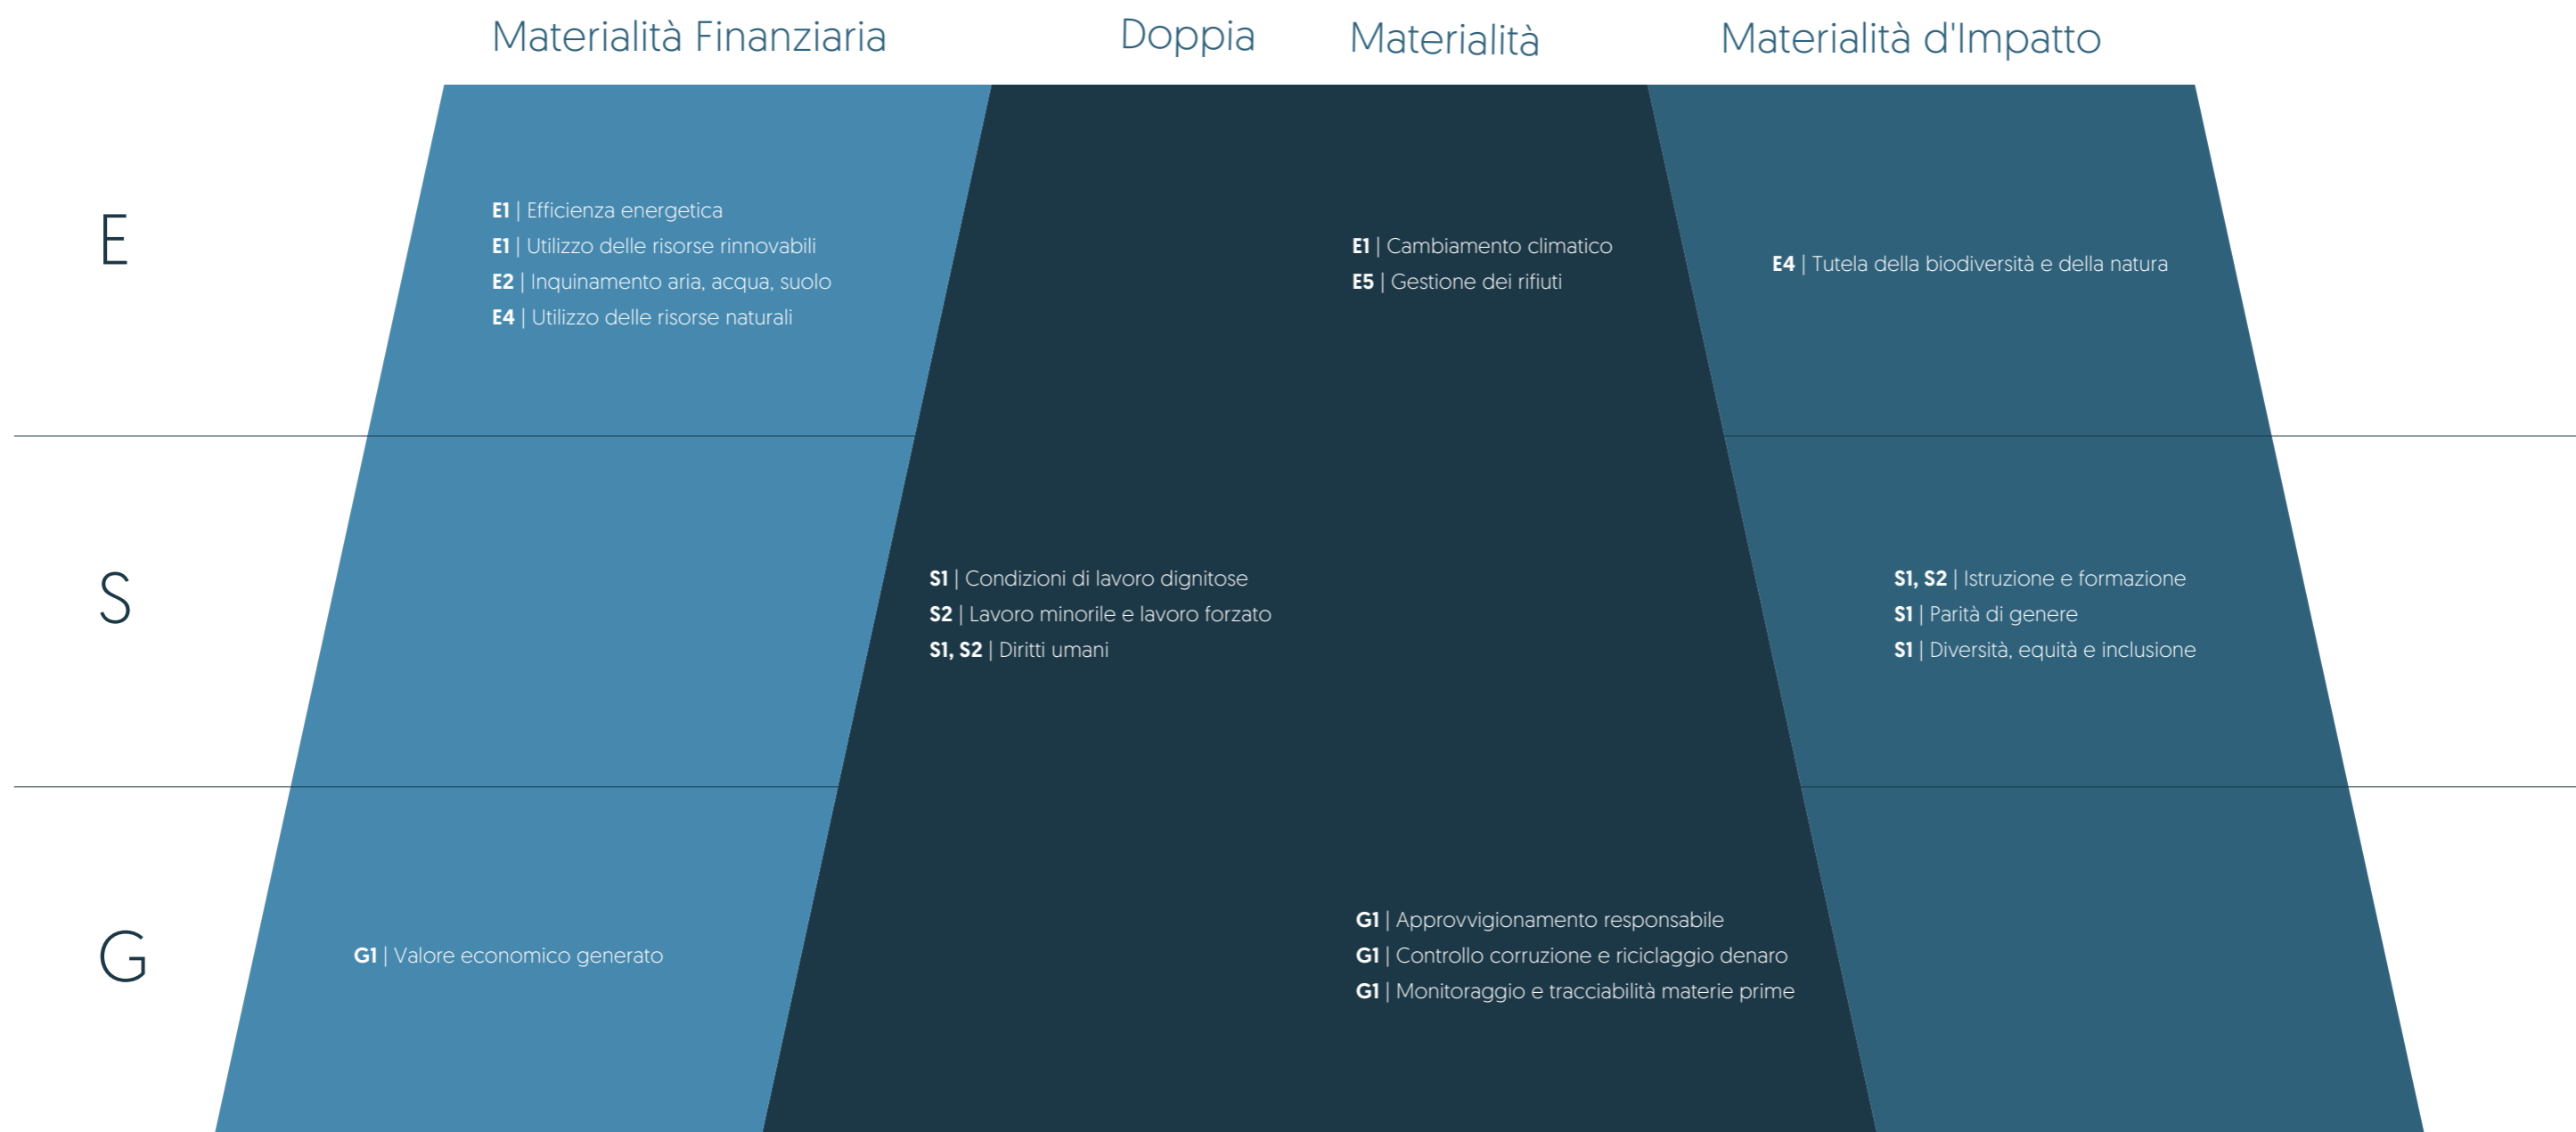 Materialità Finanziaria
Doppia Materialità
Materialità d'Impatto
E
E1 | Efficienza energetica
E1 | Utilizzo delle risorse rinnovabili
E2 | Inquinamento aria, acqua, suolo
E4 | Utilizzo delle risorse naturali
E1 | Cambiamento climatico
E5 | Gestione dei rifiuti
E4 | Tutela della biodiversità e della natura
S
S1 | Condizioni di lavoro dignitose
S2 | Lavoro minorile e lavoro forzato
S1, S2 | Diritti umani
S1, S2 | Istruzione e formazione
S1 | Parità di genere
S1 | Diversità, equità e inclusione
G
G1 | Valore economico generato
G1 | Approvvigionamento responsabile
G1 | Controllo corruzione e riciclaggio denaro
G1 | Monitoraggio e tracciabilità materie prime